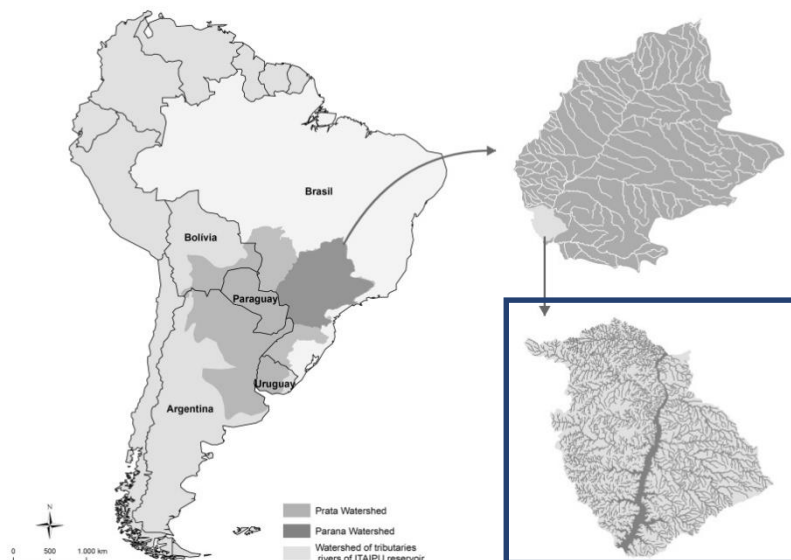 Brasil
Bolívia
Paraguay
Uruguay
Argentina
N
0 500 1.000 km
Prata Watershed
Parana Watershed
Watershed of tributaries
rivers of ITAIPU reservoir